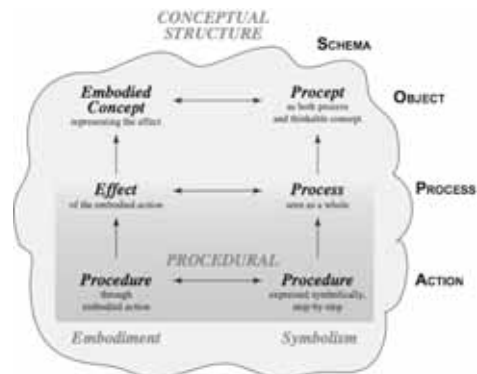 CONCEPTUAL
STRUCTURE
SCHEMA
Embodied
Concept
representing the effect
Procept
as both process
and thinkable concept
OBJECT
Effect
of the embodied action
Process
seen as a whole
PROCESS
PROCEDURAL
Procedure
through
embodied action
Procedure
expressed symbolically,
step-by-step
ACTION
Embodiment
Symbolism